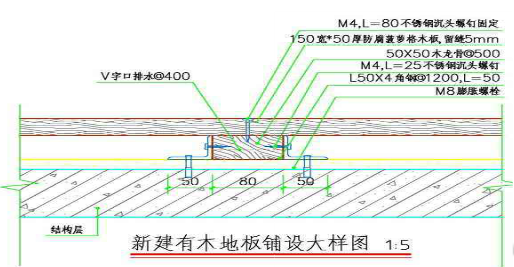 M4,L=80不锈钢沉头螺钉固定
150宽*50厚防腐菠萝格木板,留缝5mm
50X50木龙骨@500
M4,L=25不锈钢沉头螺钉
V字口排水@400
L50X4角钢@1200,L=50
M8膨胀螺栓
50 80 50
结构层
新建有木地板铺设大样图 1:5